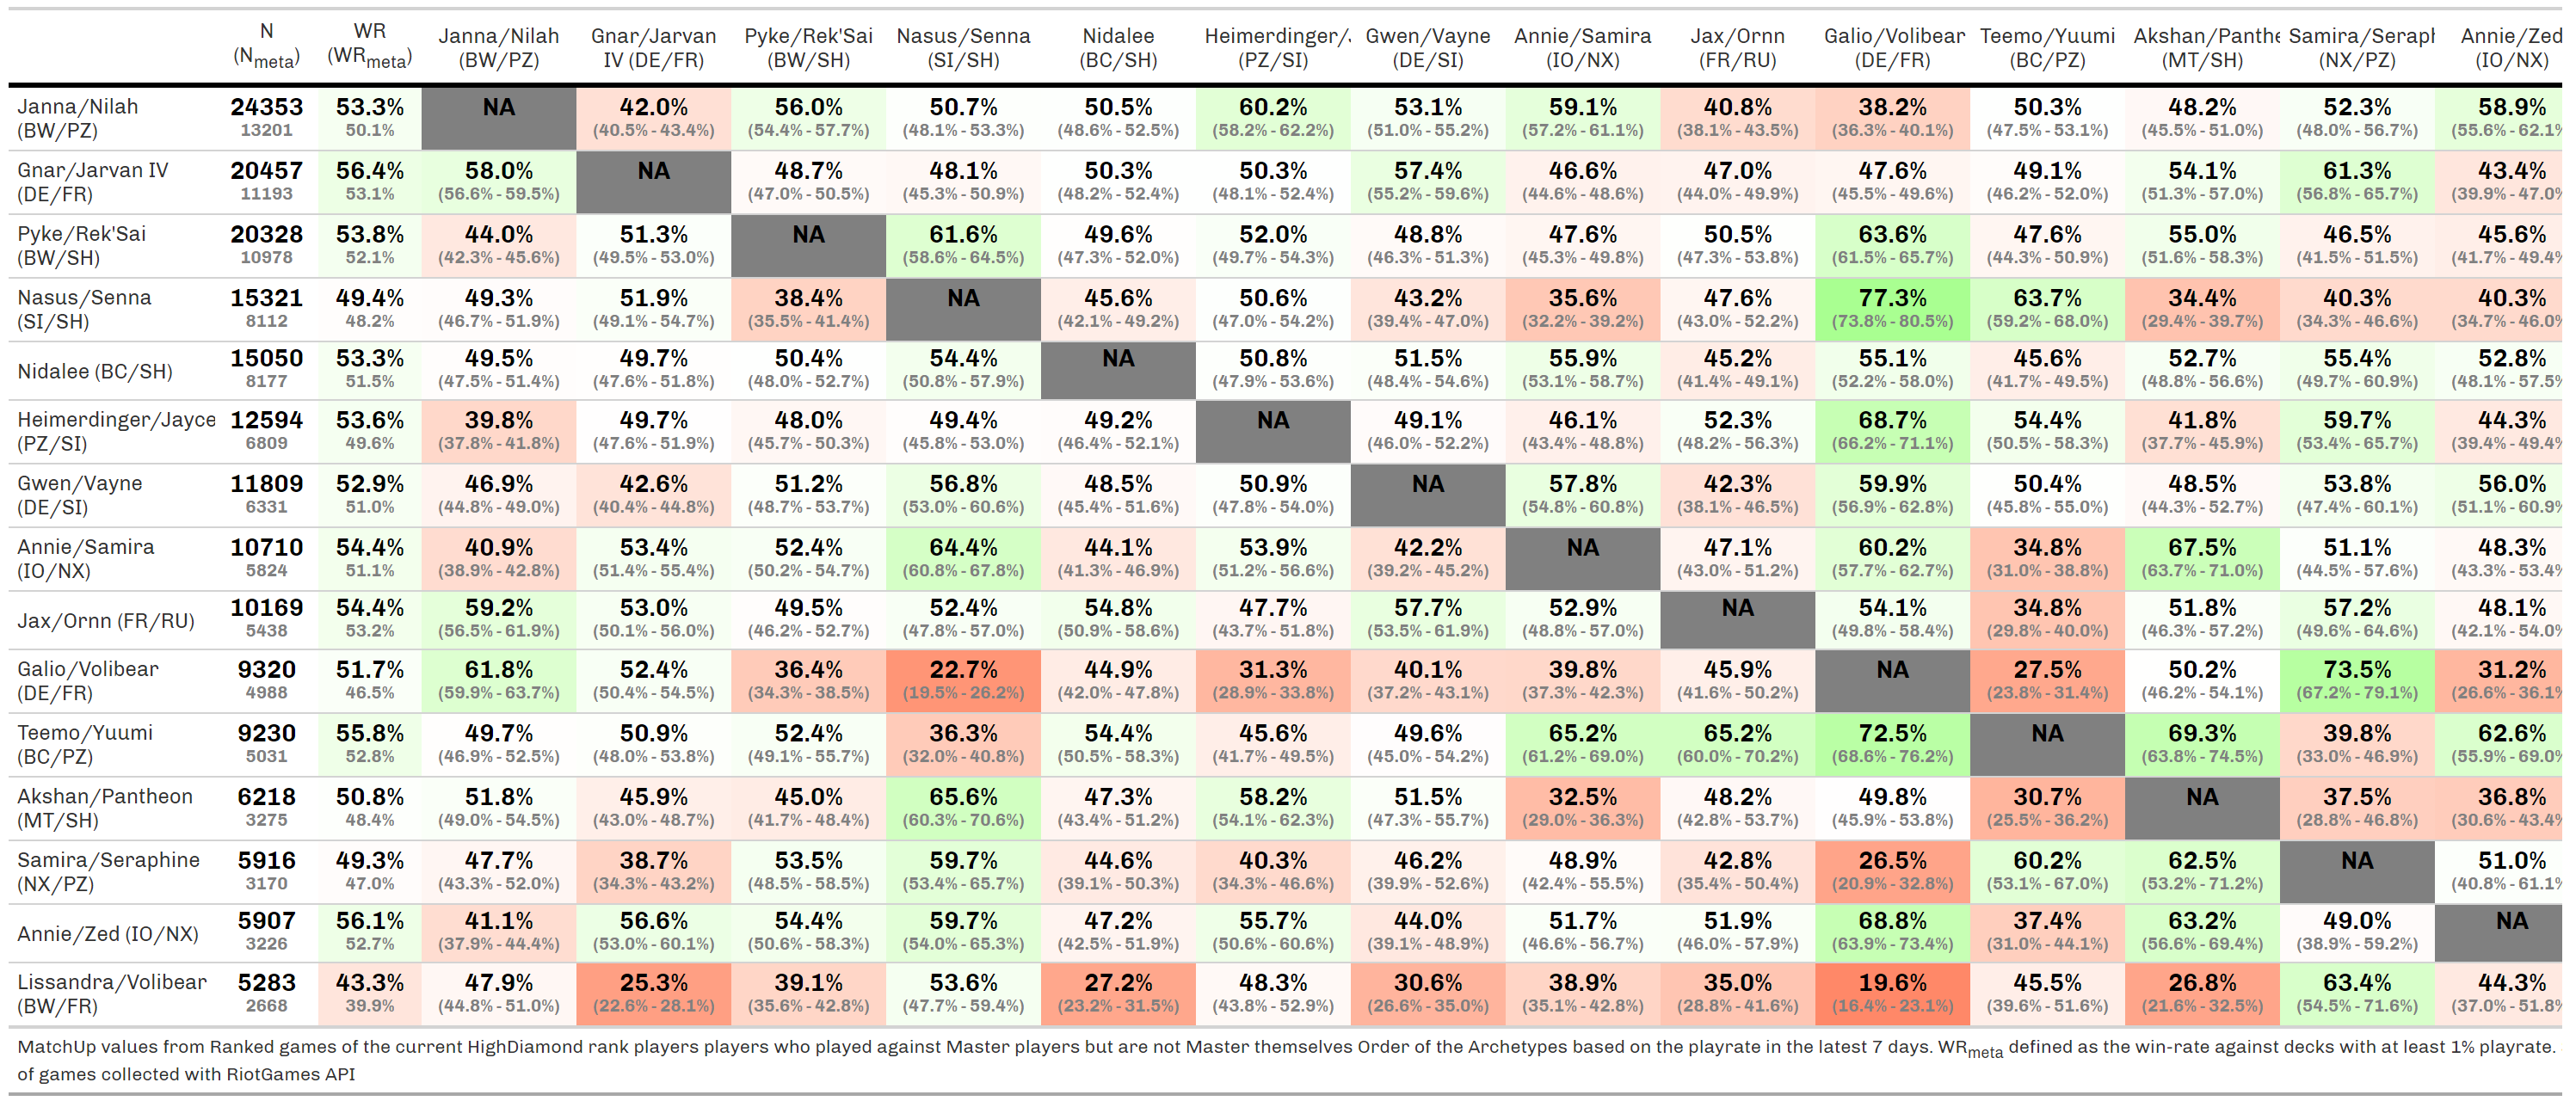 N WR Janna/Nilah Gnar/Jarvan Pyke/Rek'Sai Nasus/Senna Nidalee Heimerdinger/J Gwen/Vayne Annie/Samira Jax/Ornn Galio/Volibear Teemo/Yuumi Akshan/Panthe Samira/Seraph Annie/Zed
(Nmeta) (WRmeta) (BW/PZ) IV (DE/FR) (BW/SH) (SI/SH) (BC/SH) (PZ/SI) (DE/SI) (IO/NX) (FR/RU) (DE/FR) (BC/PZ) (MT/SH) (NX/PZ) (IO/NX)
Janna/Nilah 24353 53.3% NA 42.0% 56.0% 50.7% 50.5% 60.2% 53.1% 59.1% 40.8% 38.2% 50.3% 48.2% 52.3% 58.9%
(BW/PZ) 13201 50.1% (40.5% - 43.4%) (54.4% - 57.7%) (48.1% - 53.3%) (48.6% - 52.5%) (58.2% - 62.2%) (51.0% - 55.2%) (57.2% - 61.1%) (38.1% - 43.5%) (36.3% - 40.1%) (47.5% - 53.1%) (45.5% - 51.0%) (48.0% - 56.7%) (55.6% - 62.1%
Gnar/Jarvan IV 20457 56.4% 58.0% NA 48.7% 48.1% 50.3% 50.3% 57.4% 46.6% 47.0% 47.6% 49.1% 54.1% 61.3% 43.4%
(DE/FR) 11193 53.1% (56.6% - 59.5%) (47.0% - 50.5%) (45.3% - 50.9%) (48.2% - 52.4%) (48.1% - 52.4%) (55.2% - 59.6%) (44.6% - 48.6%) (44.0% - 49.9%) (45.5% - 49.6%) (46.2% - 52.0%) (51.3% - 57.0%) (56.8% - 65.7%) (39.9% - 47.0%
Pyke/Rek'Sai 20328 53.8% 44.0% 51.3% NA 61.6% 49.6% 52.0% 48.8% 47.6% 50.5% 63.6% 47.6% 55.0% 46.5% 45.6%
(BW/SH) 10978 52.1% (42.3% - 45.6%) (49.5% - 53.0%) (58.6% - 64.5%) (47.3% - 52.0%) (49.7% - 54.3%) (46.3% - 51.3%) (45.3% - 49.8%) (47.3% - 53.8%) (61.5% - 65.7%) (44.3% - 50.9%) (51.6% - 58.3%) (41.5% - 51.5%) (41.7% - 49.4%
Nasus/Senna 15321 49.4% 49.3% 51.9% 38.4% NA 45.6% 50.6% 43.2% 35.6% 47.6% 77.3% 63.7% 34.4% 40.3% 40.3%
(SI/SH) 8112 48.2% (46.7% - 51.9%) (49.1% - 54.7%) (35.5% - 41.4%) (42.1% - 49.2%) (47.0% - 54.2%) (39.4% - 47.0%) (32.2% - 39.2%) (43.0% - 52.2%) (73.8% - 80.5%) (59.2% - 68.0%) (29.4% - 39.7%) (34.3% - 46.6%) (34.7% - 46.0%
Nidalee (BC/SH) 15050 53.3% 49.5% 49.7% 50.4% 54.4% NA 50.8% 51.5% 55.9% 45.2% 55.1% 45.6% 52.7% 55.4% 52.8%
8177 51.5% (47.5% - 51.4%) (47.6% - 51.8%) (48.0% - 52.7%) (50.8% - 57.9%) (47.9% - 53.6%) (48.4% - 54.6%) (53.1% - 58.7%) (41.4% - 49.1%) (52.2% - 58.0%) (41.7% - 49.5%) (48.8% - 56.6%) (49.7% - 60.9%) (48.1% - 57.5%
Heimerdinger/Jayce 12594 53.6% 39.8% 49.7% 48.0% 49.4% 49.2% NA 49.1% 46.1% 52.3% 68.7% 54.4% 41.8% 59.7% 44.3%
(PZ/SI) 6809 49.6% (37.8% - 41.8%) (47.6% - 51.9%) (45.7% - 50.3%) (45.8% - 53.0%) (46.4% - 52.1%) (46.0% - 52.2%) (43.4% - 48.8%) (48.2% - 56.3%) (66.2% - 71.1%) (50.5% - 58.3%) (37.7% - 45.9%) (53.4% - 65.7%) (39.4% - 49.4%
Gwen/Vayne 11809 52.9% 46.9% 42.6% 51.2% 56.8% 48.5% 50.9% NA 57.8% 42.3% 59.9% 50.4% 48.5% 53.8% 56.0%
(DE/SI) 6331 51.0% (44.8% - 49.0%) (40.4% - 44.8%) (48.7% - 53.7%) (53.0% - 60.6%) (45.4% - 51.6%) (47.8% - 54.0%) (54.8% - 60.8%) (38.1% - 46.5%) (56.9% - 62.8%) (45.8% - 55.0%) (44.3% - 52.7%) (47.4% - 60.1%) (51.1% - 60.9%
Annie/Samira 10710 54.4% 40.9% 53.4% 52.4% 64.4% 44.1% 53.9% 42.2% NA 47.1% 60.2% 34.8% 67.5% 51.1% 48.3%
(IO/NX) 5824 51.1% (38.9% - 42.8%) (51.4% - 55.4%) (50.2% - 54.7%) (60.8% - 67.8%) (41.3% - 46.9%) (51.2% - 56.6%) (39.2% - 45.2%) (43.0% - 51.2%) (57.7% - 62.7%) (31.0% - 38.8%) (63.7% - 71.0%) (44.5% - 57.6%) (43.3% - 53.4%
Jax/Ornn (FR/RU) 10169 54.4% 59.2% 53.0% 49.5% 52.4% 54.8% 47.7% 57.7% 52.9% NA 54.1% 34.8% 51.8% 57.2% 48.1%
5438 53.2% (56.5% - 61.9%) (50.1% - 56.0%) (46.2% - 52.7%) (47.8% - 57.0%) (50.9% - 58.6%) (43.7% - 51.8%) (53.5% - 61.9%) (48.8% - 57.0%) (49.8% - 58.4%) (29.8% - 40.0%) (46.3% - 57.2%) (49.6% - 64.6%) (42.1% - 54.0%
Galio/Volibear 9320 51.7% 61.8% 52.4% 36.4% 22.7% 44.9% 31.3% 40.1% 39.8% 45.9% NA 27.5% 50.2% 73.5% 31.2%
(DE/FR) 4988 46.5% (59.9% - 63.7%) (50.4% - 54.5%) (34.3% - 38.5%) (19.5% - 26.2%) (42.0% - 47.8%) (28.9% - 33.8%) (37.2% - 43.1%) (37.3% - 42.3%) (41.6% - 50.2%) (23.8% - 31.4%) (46.2% - 54.1%) (67.2% - 79.1%) (26.6% - 36.1%
Teemo/Yuumi 9230 55.8% 49.7% 50.9% 52.4% 36.3% 54.4% 45.6% 49.6% 65.2% 65.2% 72.5% NA 69.3% 39.8% 62.6%
(BC/PZ) 5031 52.8% (46.9% - 52.5%) (48.0% - 53.8%) (49.1% - 55.7%) (32.0% - 40.8%) (50.5% - 58.3%) (41.7% - 49.5%) (45.0% - 54.2%) (61.2% - 69.0%) (60.0% - 70.2%) (68.6% - 76.2%) (63.8% - 74.5%) (33.0% - 46.9%) (55.9% - 69.0%
Akshan/Pantheon 6218 50.8% 51.8% 45.9% 45.0% 65.6% 47.3% 58.2% 51.5% 32.5% 48.2% 49.8% 30.7% NA 37.5% 36.8%
(MT/SH) 3275 48.4% (49.0% - 54.5%) (43.0% - 48.7%) (41.7% - 48.4%) (60.3% - 70.6%) (43.4% - 51.2%) (54.1% - 62.3%) (47.3% - 55.7%) (29.0% - 36.3%) (42.8% - 53.7%) (45.9% - 53.8%) (25.5% - 36.2%) (28.8% - 46.8%) (30.6% - 43.4%
Samira/Seraphine 5916 49.3% 47.7% 38.7% 53.5% 59.7% 44.6% 40.3% 46.2% 48.9% 42.8% 26.5% 60.2% 62.5% NA 51.0%
(NX/PZ) 3170 47.0% (43.3% - 52.0%) (34.3% - 43.2%) (48.5% - 58.5%) (53.4% - 65.7%) (39.1% - 50.3%) (34.3% - 46.6%) (39.9% - 52.6%) (42.4% - 55.5%) (35.4% - 50.4%) (20.9% - 32.8%) (53.1% - 67.0%) (53.2% - 71.2%) (40.8% - 61.1%
Annie/Zed (IO/NX) 5907 56.1% 41.1% 56.6% 54.4% 59.7% 47.2% 55.7% 44.0% 51.7% 51.9% 68.8% 37.4% 63.2% 49.0% NA
3226 52.7% (37.9% - 44.4%) (53.0% - 60.1%) (50.6% - 58.3%) (54.0% - 65.3%) (42.5% - 51.9%) (50.6% - 60.6%) (39.1% - 48.9%) (46.6% - 56.7%) (46.0% - 57.9%) (63.9% - 73.4%) (31.0% - 44.1%) (56.6% - 69.4%) (38.9% - 59.2%)
Lissandra/Volibear 5283 43.3% 47.9% 25.3% 39.1% 53.6% 27.2% 48.3% 30.6% 38.9% 35.0% 19.6% 45.5% 26.8% 63.4% 44.3%
(BW/FR) 2668 39.9% (44.8% - 51.0%) (22.6% - 28.1%) (35.6% - 42.8%) (47.7% - 59.4%) (23.2% - 31.5%) (43.8% - 52.9%) (26.6% - 35.0%) (35.1% - 42.8%) (28.8% - 41.6%) (16.4% - 23.1%) (39.6% - 51.6%) (21.6% - 32.5%) (54.5% - 71.6%) (37.0% - 51.8%
MatchUp values from Ranked games of the current HighDiamond rank players players who played against Master players but are not Master themselves Order of the Archetypes based on the playrate in the latest 7 days. WRmeta defined as the win-rate against decks with at least 1% playrate.
of games collected with RiotGames API